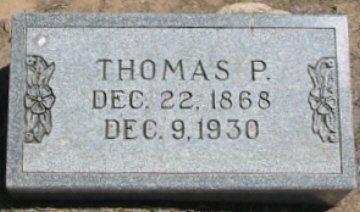 THOMAS P.
DEC. 22, 1868
DEC. 9, 1930